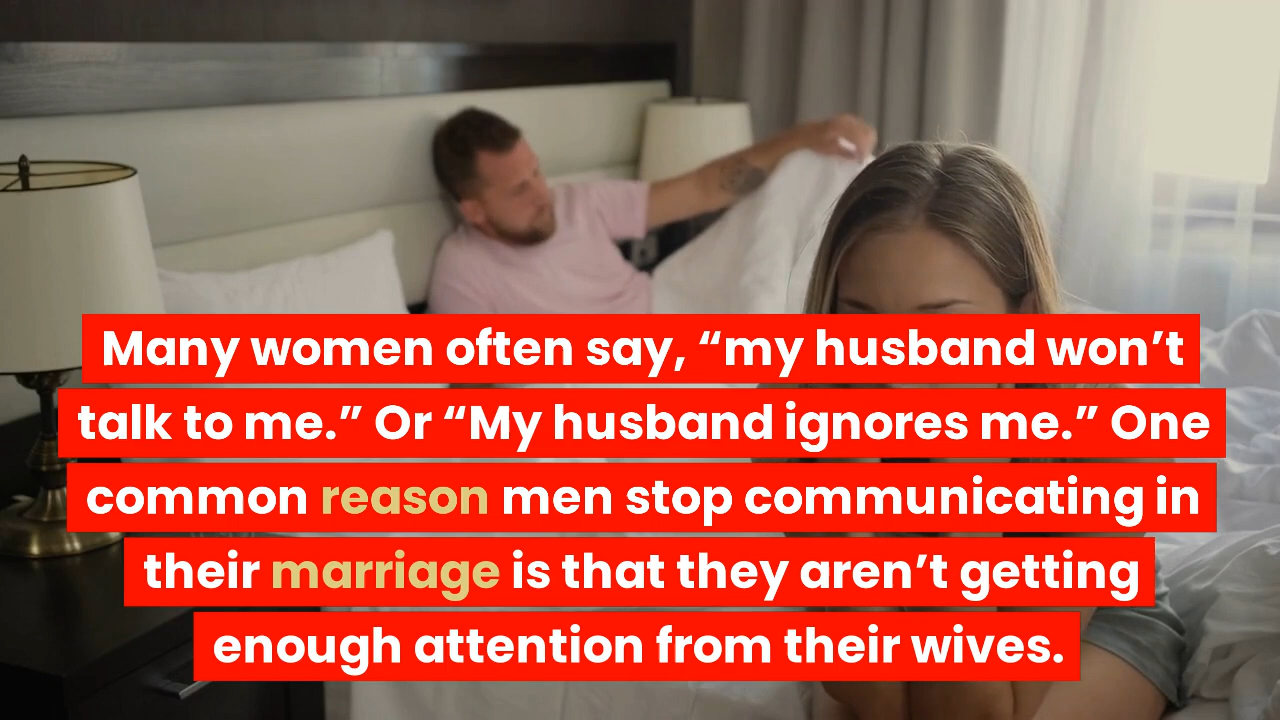 Many women often say, “my husband won’t
talk to me.” Or “My husband ignores me.” One
common reason men stop communicating in
their marriage is that they aren’t getting
enough attention from their wives.